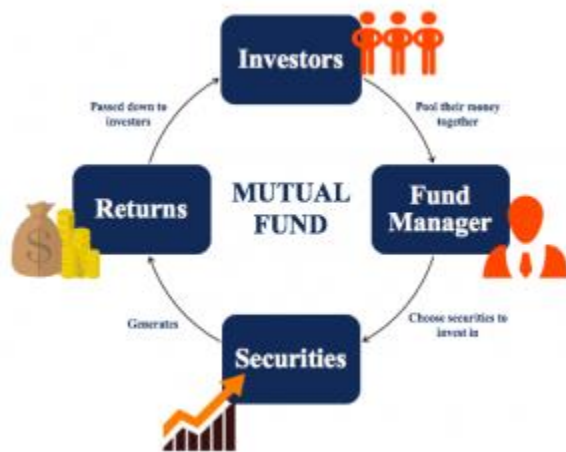 Investors
Passed down to
investors
Pool their money
together
Returns
MUTUAL
FUND
Fund
Manager
$
Generates
Choose securities to
invest in
Securities